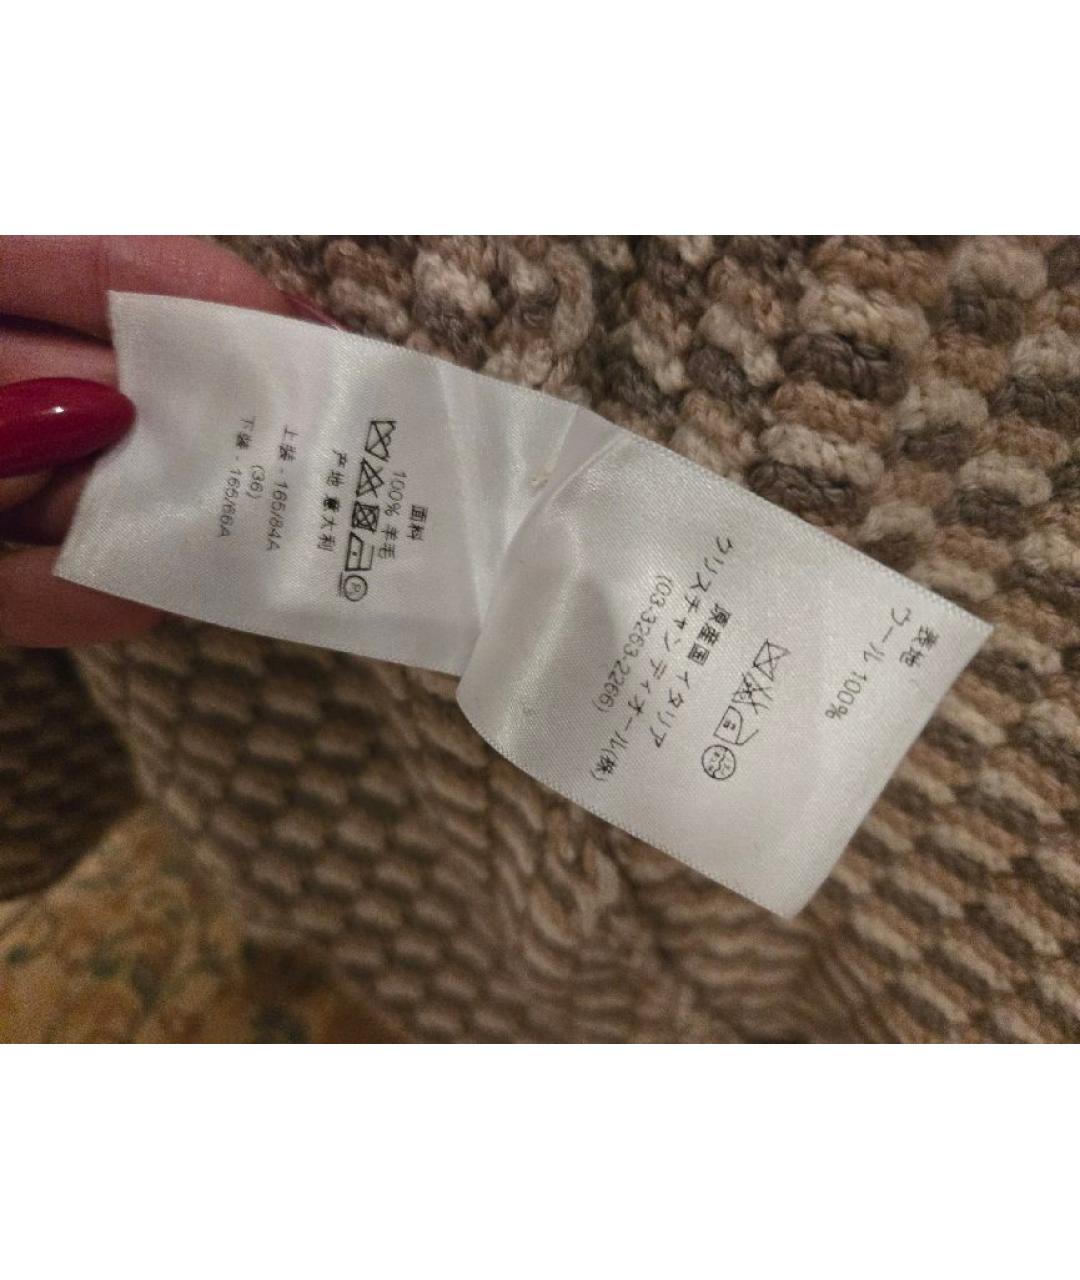 面料
100% 羊毛
产地 意大利
上装 - 165/84A
(36)
下装 - 165/66A
表地
ウール 100%
原産国 イタリア
クリスチャン ディオール(株)
(03-3263-2266)